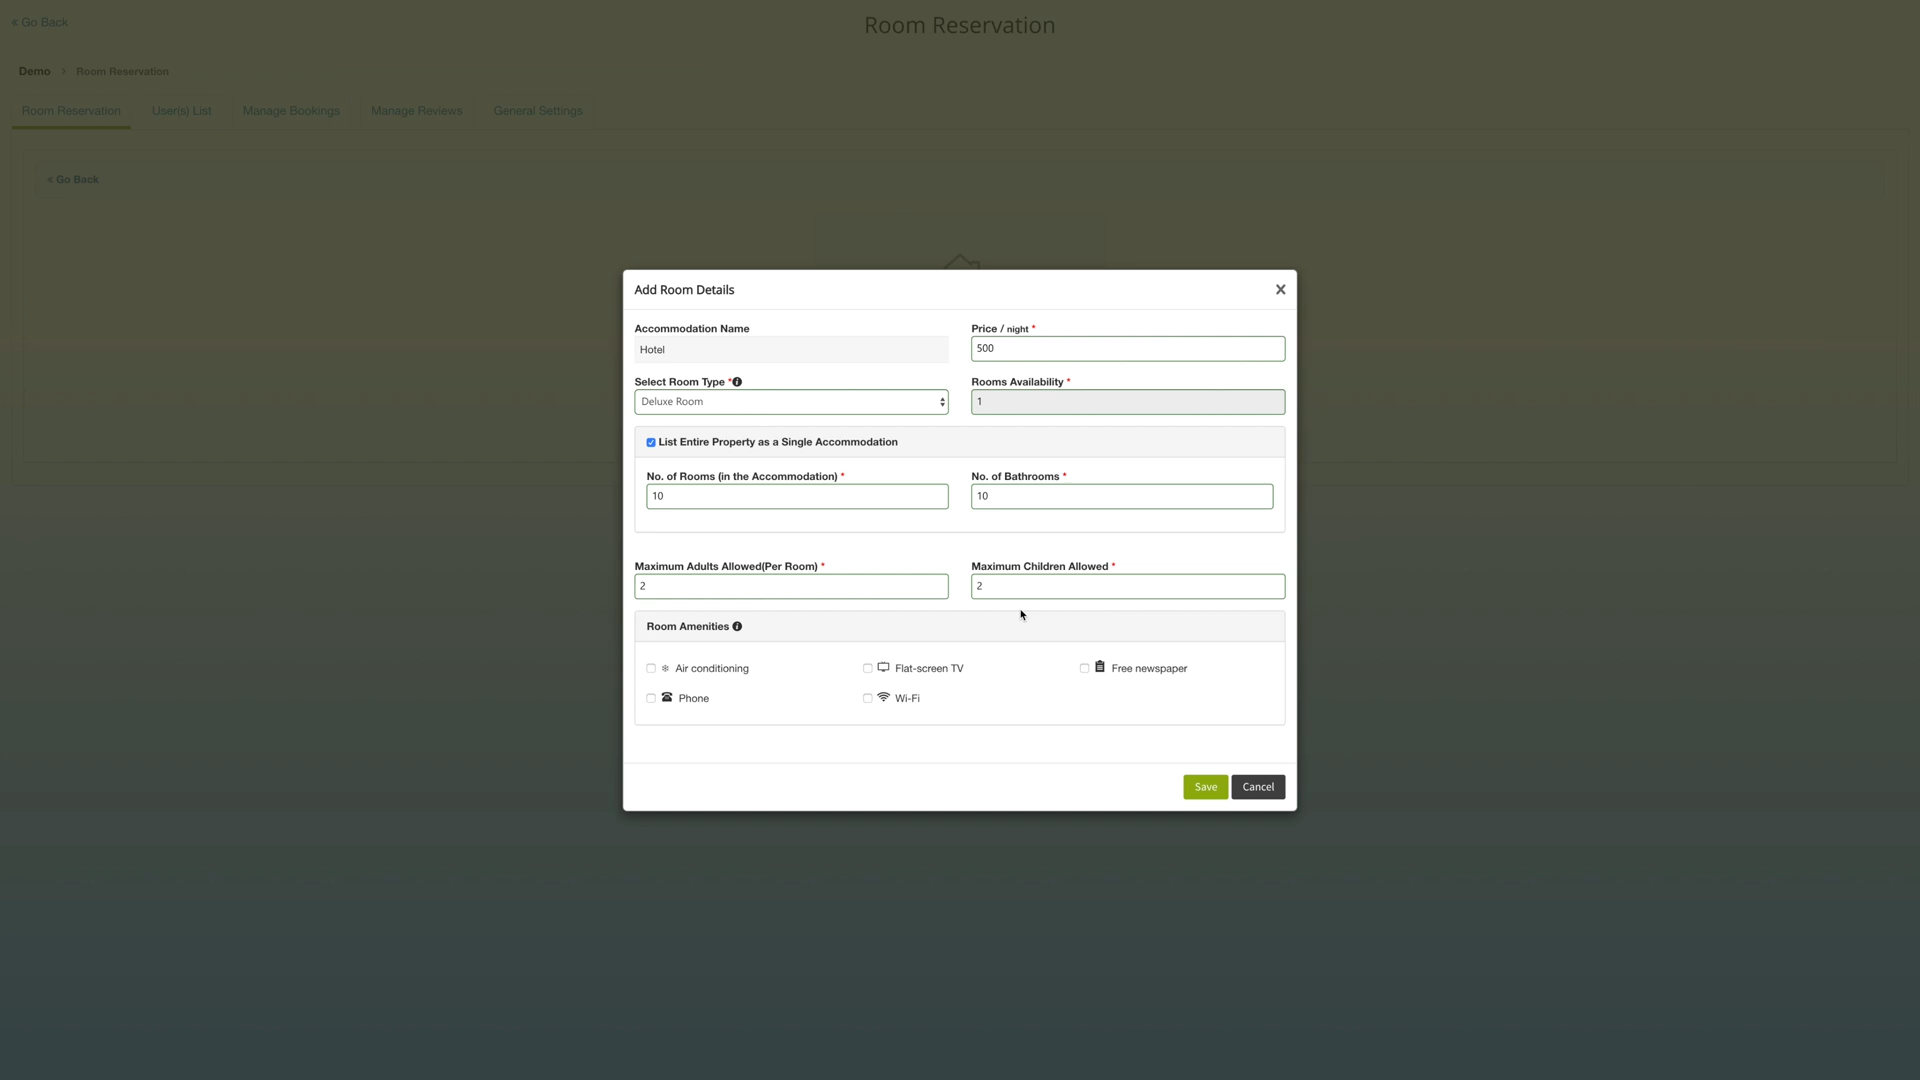 « Go Back
Room Reservation
Demo > Room Reservation
Room Reservation User(s) List Manage Bookings Manage Reviews General Settings
« Go Back
Add Room Details
Accommodation Name Price / night *
Hotel 500
Select Room Type * Rooms Availability *
Deluxe Room 1
List Entire Property as a Single Accommodation
No. of Rooms (in the Accommodation) * No. of Bathrooms *
10 10
Maximum Adults Allowed(Per Room) * Maximum Children Allowed *
2 2
Room Amenities
Air conditioning Flat-screen TV Free newspaper
Phone Wi-Fi
Save Cancel